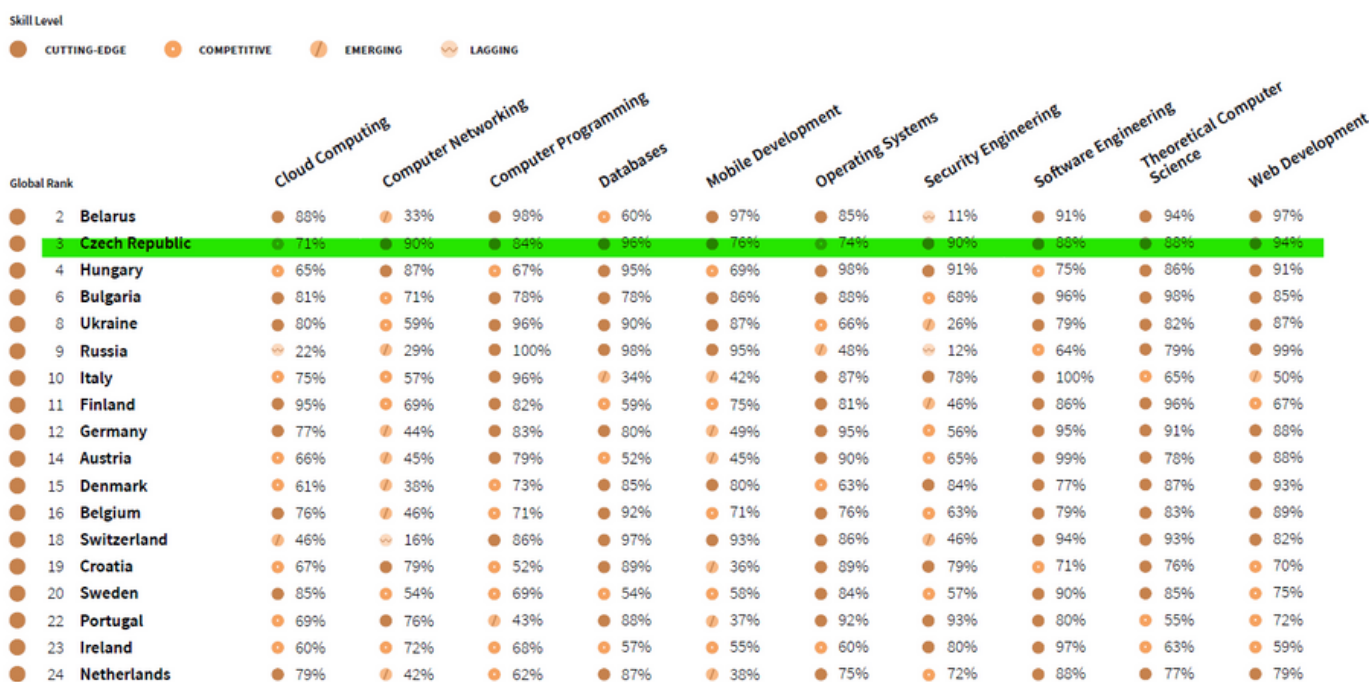 Skill Level
CUTTING-EDGE COMPETITIVE EMERGING LAGGING
Global Rank Cloud Computing Computer Networking Computer Programming Databases Mobile Development Operating Systems Security Engineering Software Engineering Theoretical Computer Science Web Development
2 Belarus 88% 33% 98% 60% 97% 85% 11% 91% 94% 97%
3 Czech Republic 71% 90% 84% 96% 76% 74% 90% 88% 88% 94%
4 Hungary 65% 87% 67% 95% 69% 98% 91% 75% 86% 91%
6 Bulgaria 81% 71% 78% 78% 86% 88% 68% 96% 98% 85%
8 Ukraine 80% 59% 96% 90% 87% 66% 26% 79% 82% 87%
9 Russia 22% 29% 100% 98% 95% 48% 12% 64% 79% 99%
10 Italy 75% 57% 96% 34% 42% 87% 78% 100% 65% 50%
11 Finland 95% 69% 82% 59% 75% 81% 46% 86% 96% 67%
12 Germany 77% 44% 83% 80% 49% 95% 56% 95% 91% 88%
14 Austria 66% 45% 79% 52% 45% 90% 65% 99% 78% 88%
15 Denmark 61% 38% 73% 85% 80% 63% 84% 77% 87% 93%
16 Belgium 76% 46% 71% 92% 71% 76% 63% 79% 83% 89%
18 Switzerland 46% 16% 86% 97% 93% 86% 46% 94% 93% 82%
19 Croatia 67% 79% 52% 89% 36% 89% 79% 71% 76% 70%
20 Sweden 85% 54% 69% 54% 58% 84% 57% 90% 85% 75%
22 Portugal 69% 76% 43% 88% 37% 92% 93% 80% 55% 72%
23 Ireland 60% 72% 68% 57% 55% 60% 80% 97% 63% 59%
24 Netherlands 79% 42% 62% 87% 38% 75% 72% 88% 77% 79%